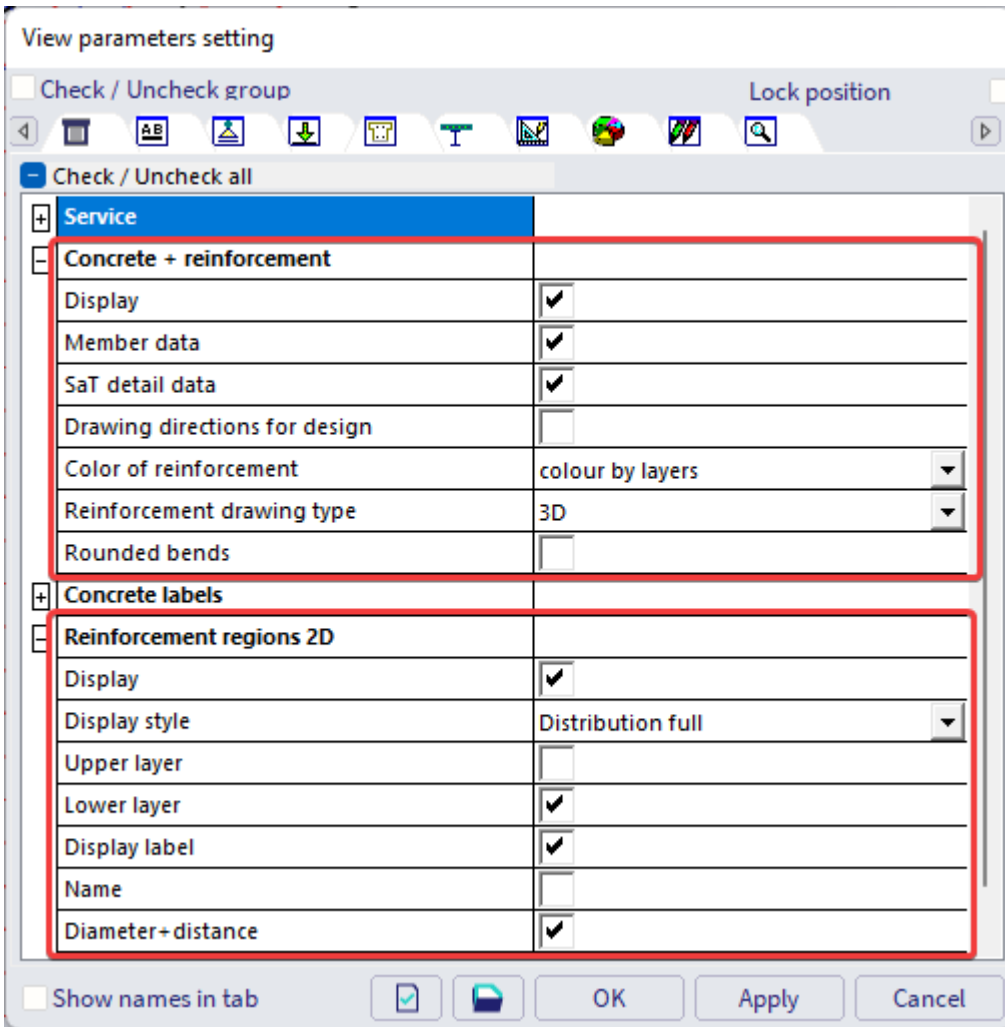 View parameters setting
Check / Uncheck group Lock position
AB
Check / Uncheck all
Service
Concrete + reinforcement
Display
Member data
SaT detail data
Drawing directions for design
Color of reinforcement colour by layers
Reinforcement drawing type 3D
Rounded bends
Concrete labels
Reinforcement regions 2D
Display
Display style Distribution full
Upper layer
Lower layer
Display label
Name
Diameter+distance
Show names in tab OK Apply Cancel